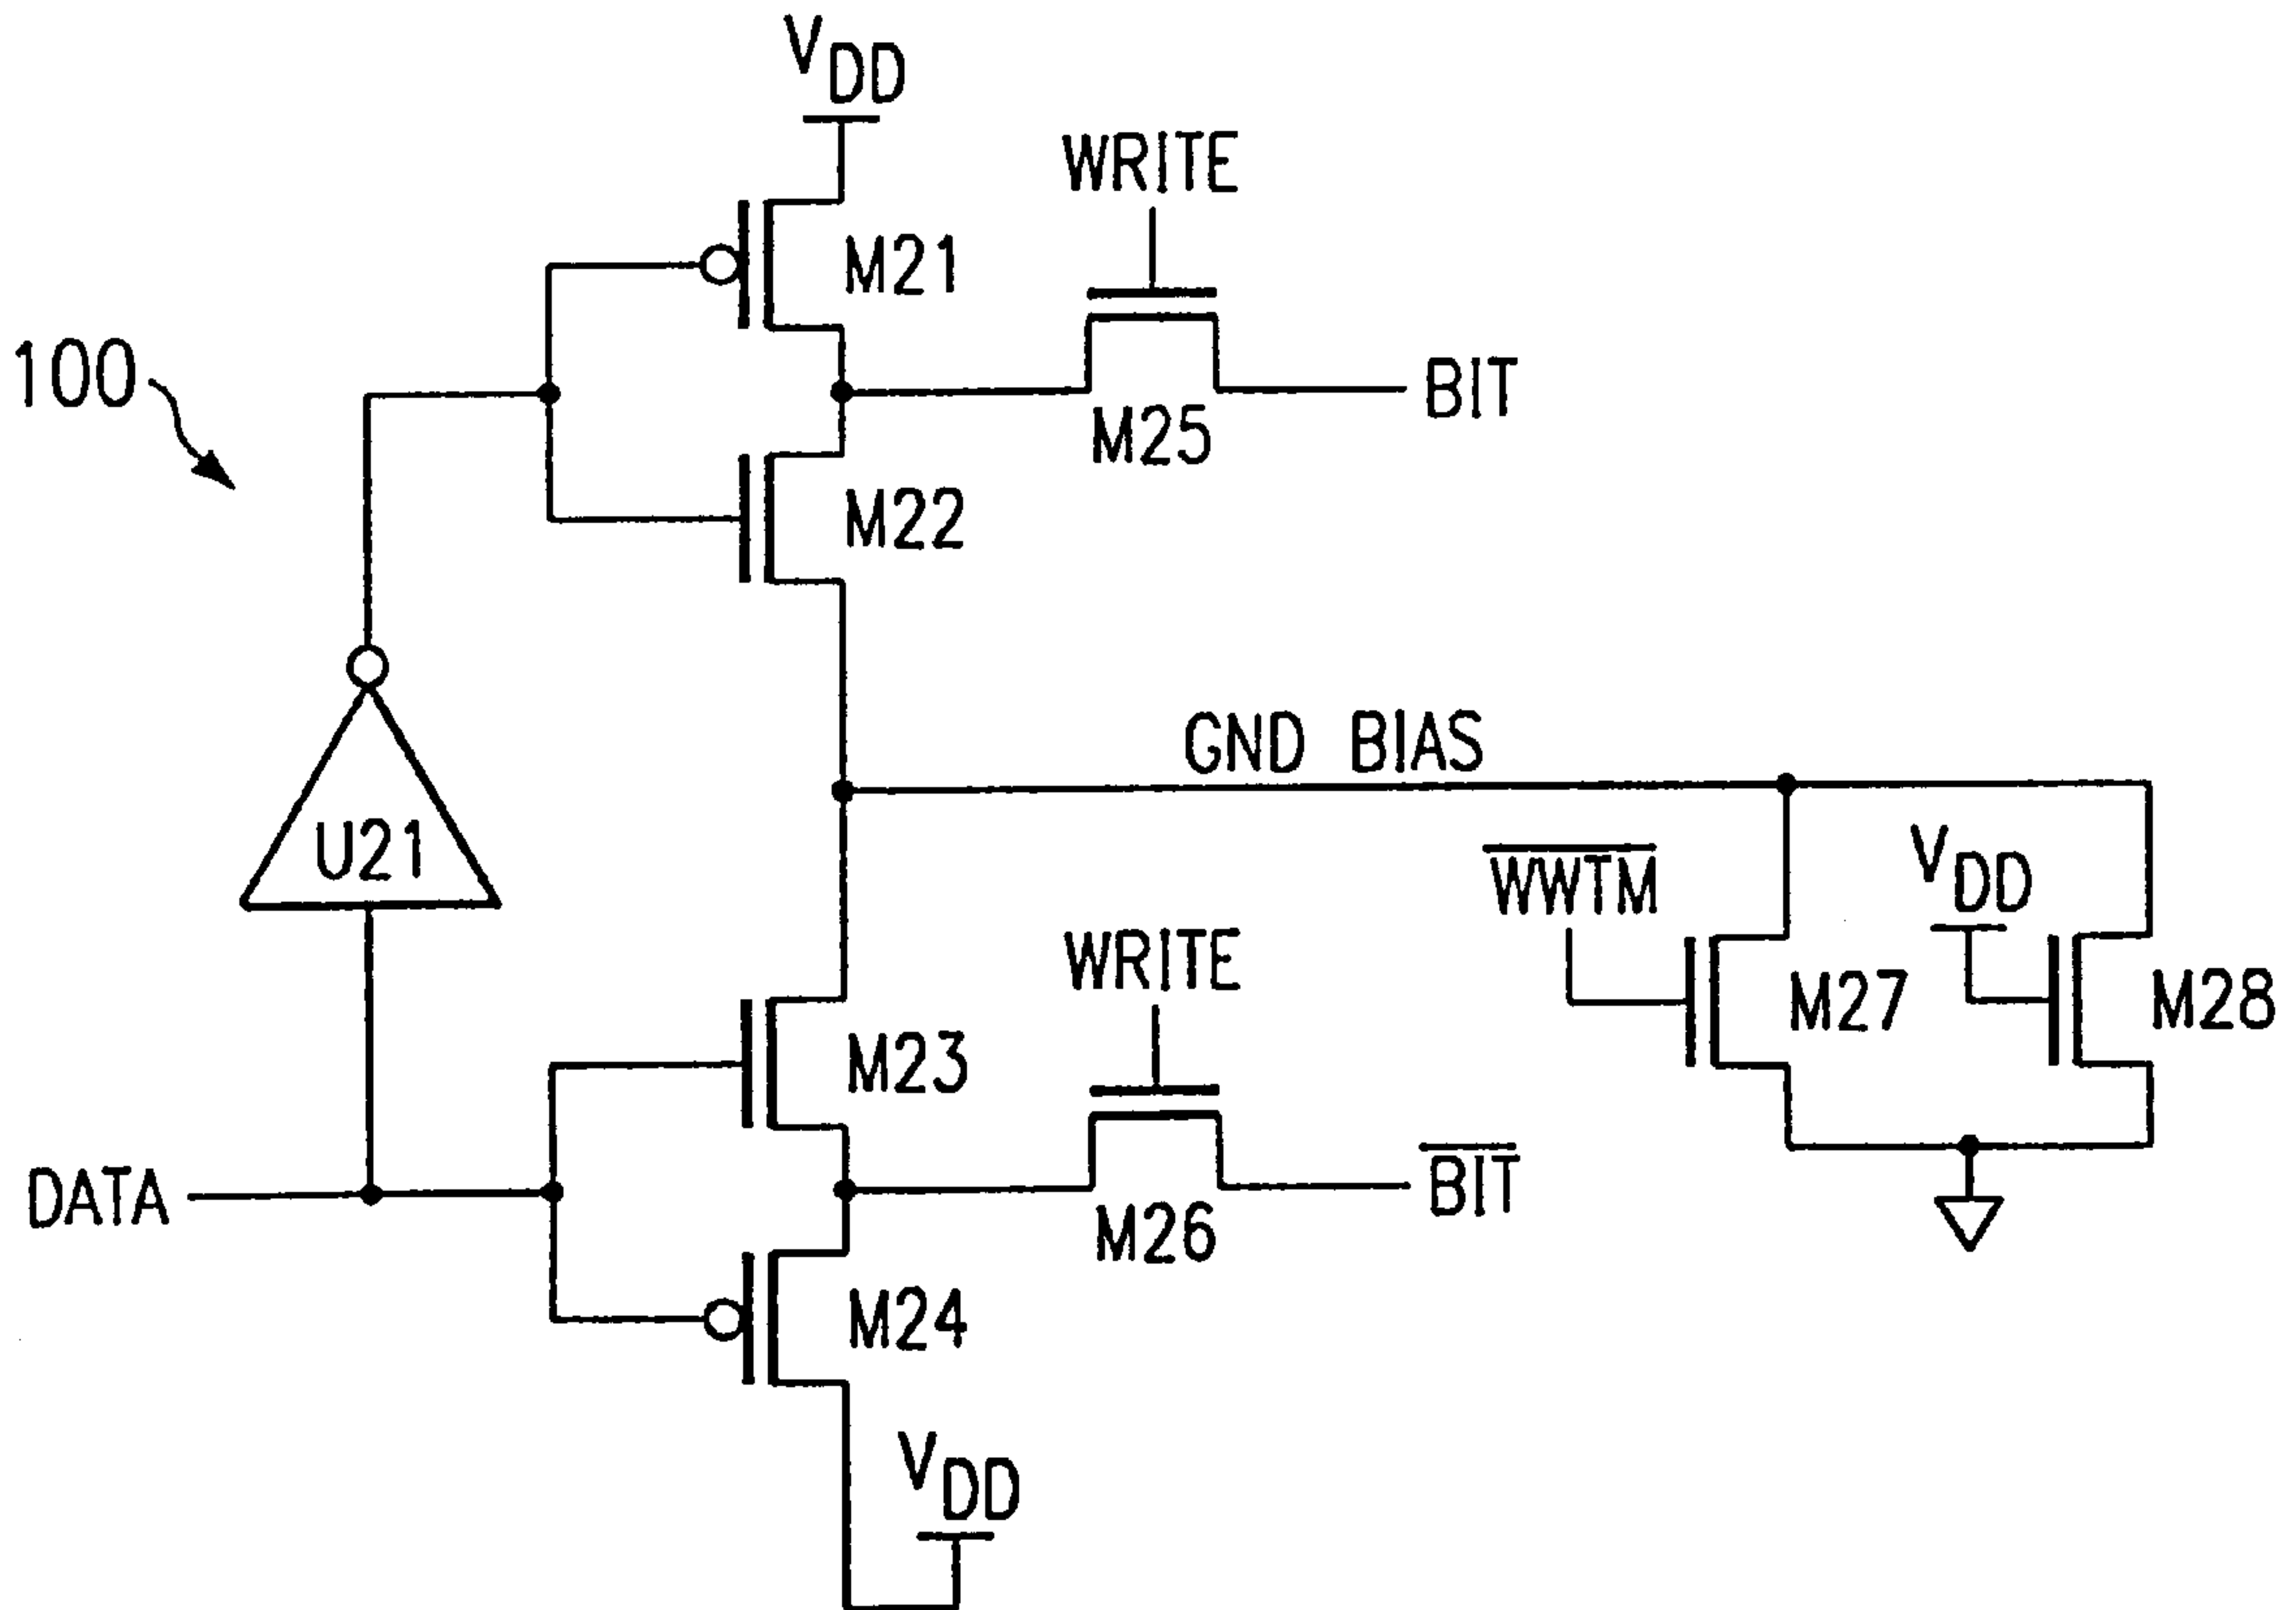 VDD
WRITE
M21
100
BIT
M25
M22
GND BIAS
U21
WWTM
VDD
WRITE
M27
M28
M23
DATA
BIT
M26
M24
VDD